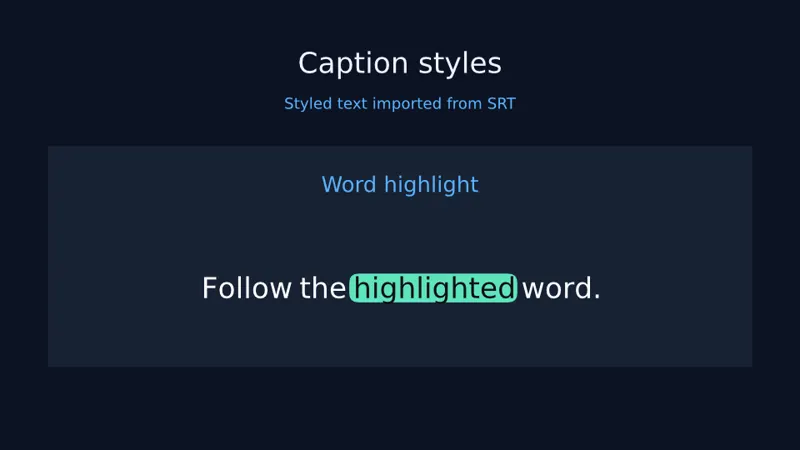 Caption styles
Styled text imported from SRT
Word highlight
Follow the highlighted word.